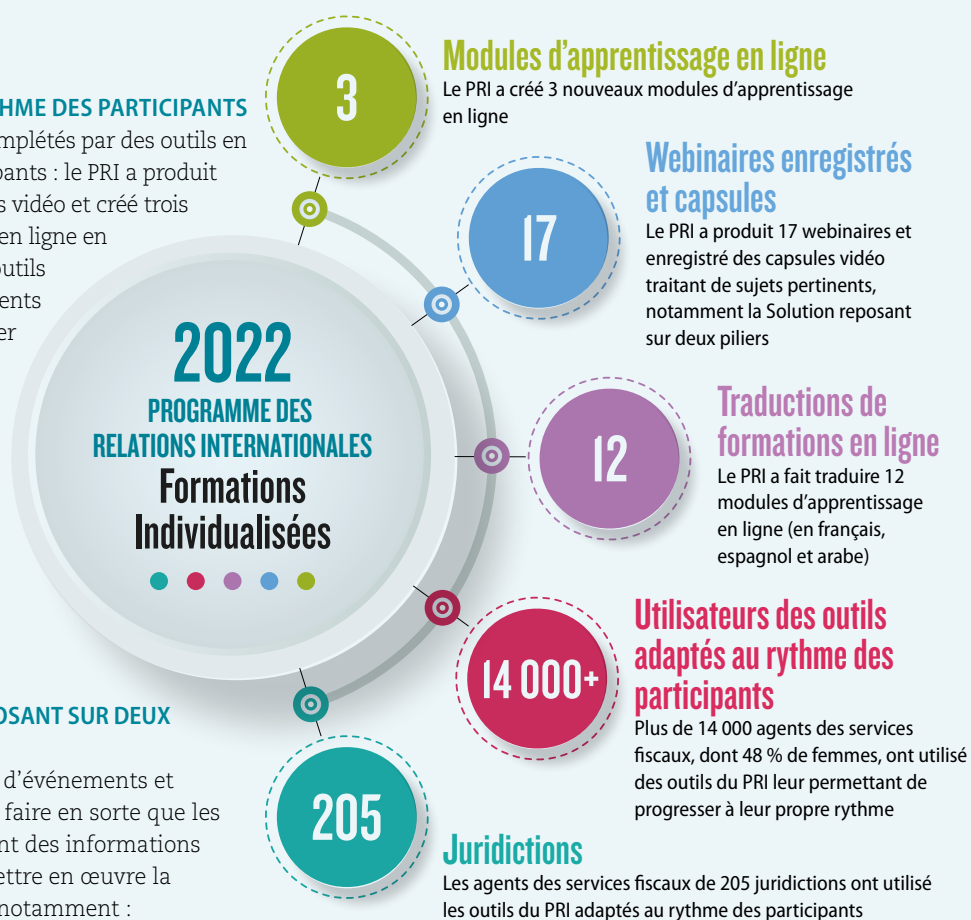 THME DES PARTICIPANTS
mplétés par des outils en
pants : le PRI a produit
s vidéo et créé trois
en ligne en
outils
ents
er
OSANT SUR DEUX
d’événements et
faire en sorte que les
nt des informations
ettre en œuvre la
notamment :
2022
PROGRAMME DES
RELATIONS INTERNATIONALES
Formations
Individualisées
3
Modules d’apprentissage en ligne
Le PRI a créé 3 nouveaux modules d’apprentissage
en ligne
17
Webinaires enregistrés
et capsules
Le PRI a produit 17 webinaires et
enregistré des capsules vidéo
traitant de sujets pertinents,
notamment la Solution reposant
sur deux piliers
12
Traductions de
formations en ligne
Le PRI a fait traduire 12
modules d’apprentissage
en ligne (en français,
espagnol et arabe)
14 000+
Utilisateurs des outils
adaptés au rythme des
participants
Plus de 14 000 agents des services
fiscaux, dont 48 % de femmes, ont utilisé
des outils du PRI leur permettant de
progresser à leur propre rythme
205
Juridictions
Les agents des services fiscaux de 205 juridictions ont utilisé
les outils du PRI adaptés au rythme des participants